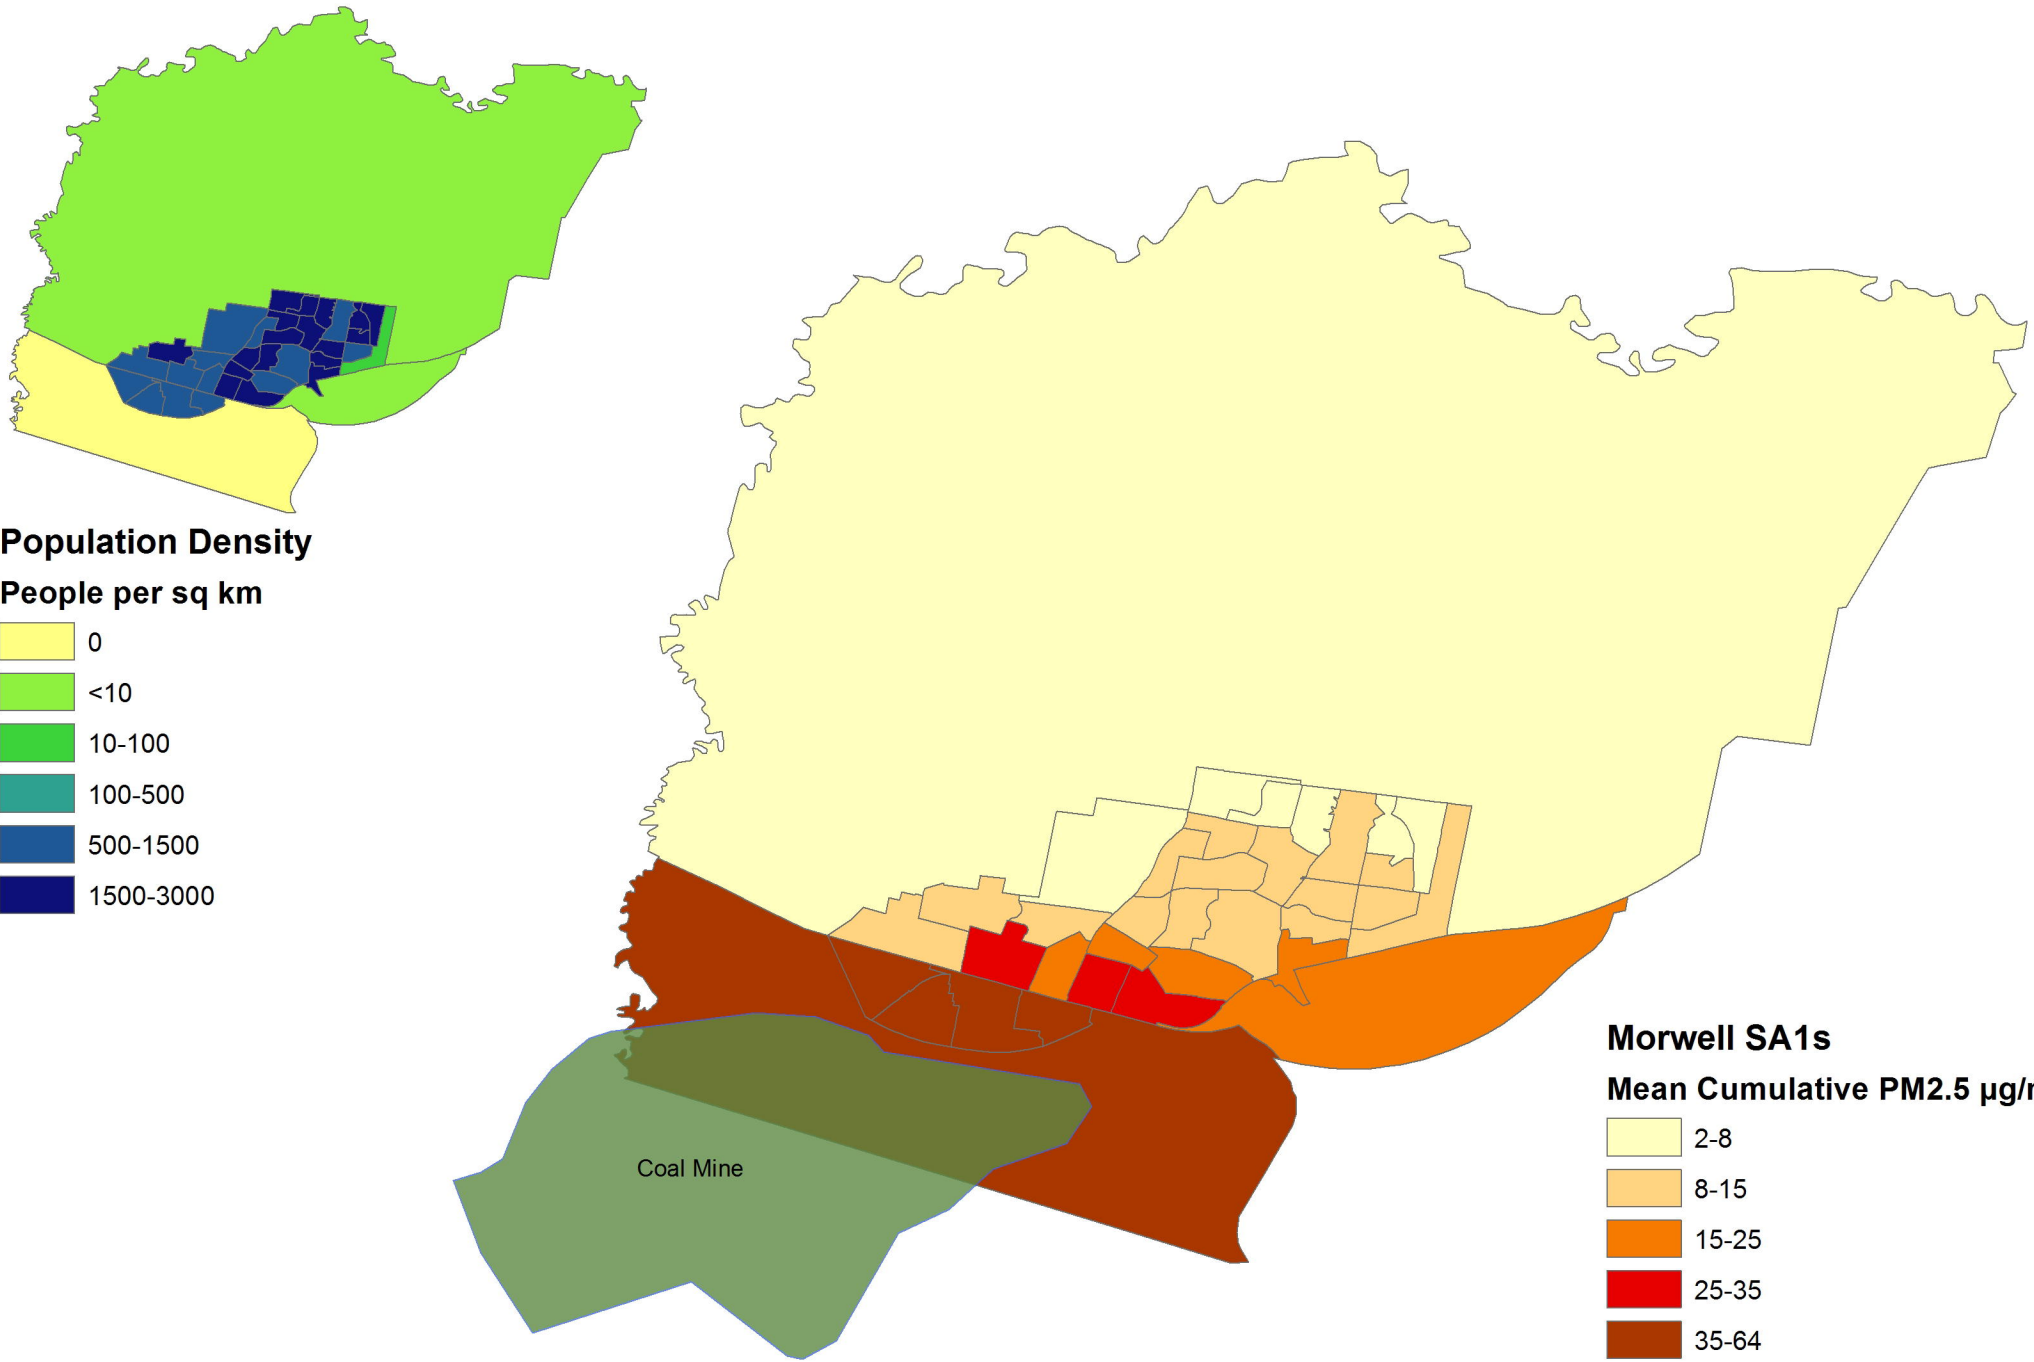 Population Density
People per sq km
0
<10
10-100
100-500
500-1500
1500-3000
Coal Mine
Morwell SA1s
Mean Cumulative PM2.5 µg/
2-8
8-15
15-25
25-35
35-64